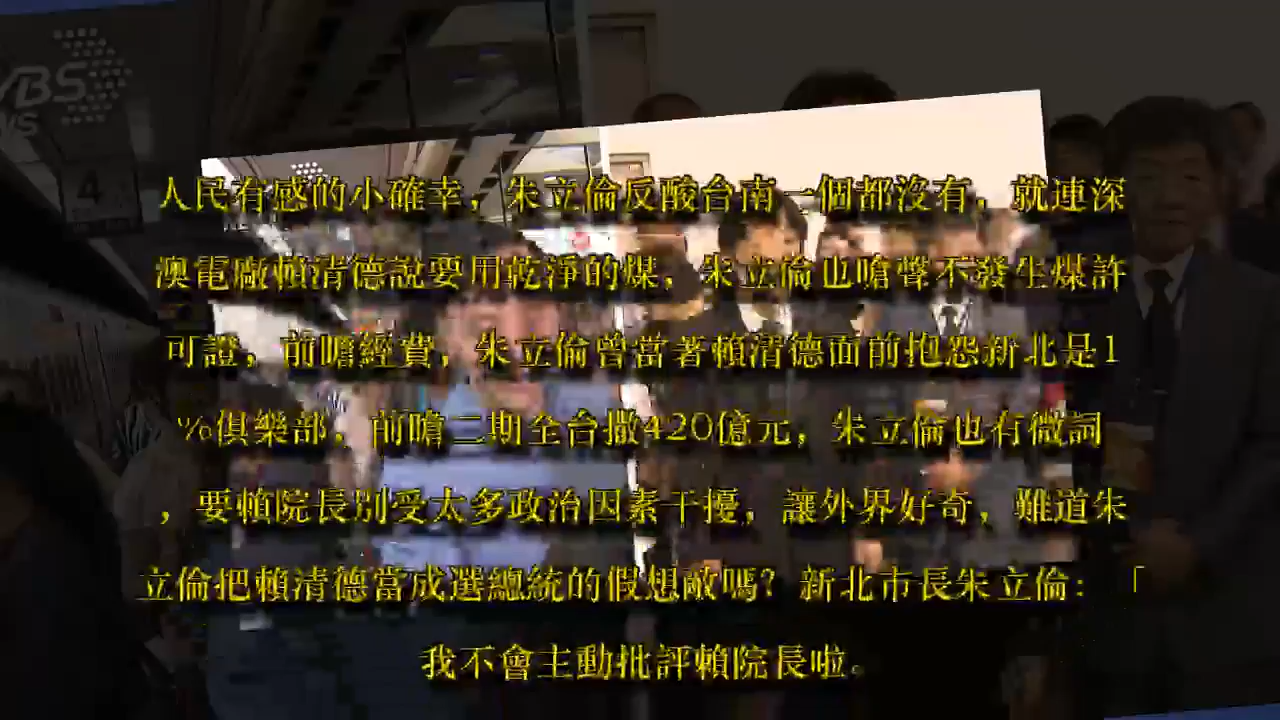 VBS
NS
4
人民有感的小確幸，朱立倫反酸台南一個都沒有，就連深
澳電廠賴清德說要用乾淨的煤，朱立倫也嗆聲不發生煤許
可證，前瞻經費，朱立倫曾當著賴清德面前抱怨新北是1
%俱樂部，前瞻二期全台撒420億元，朱立倫也有微詞
，要賴院長別受太多政治因素干擾，讓外界好奇，難道朱
立倫把賴清德當成選總統的假想敵嗎？新北市長朱立倫：「
我不會主動批評賴院長啦。